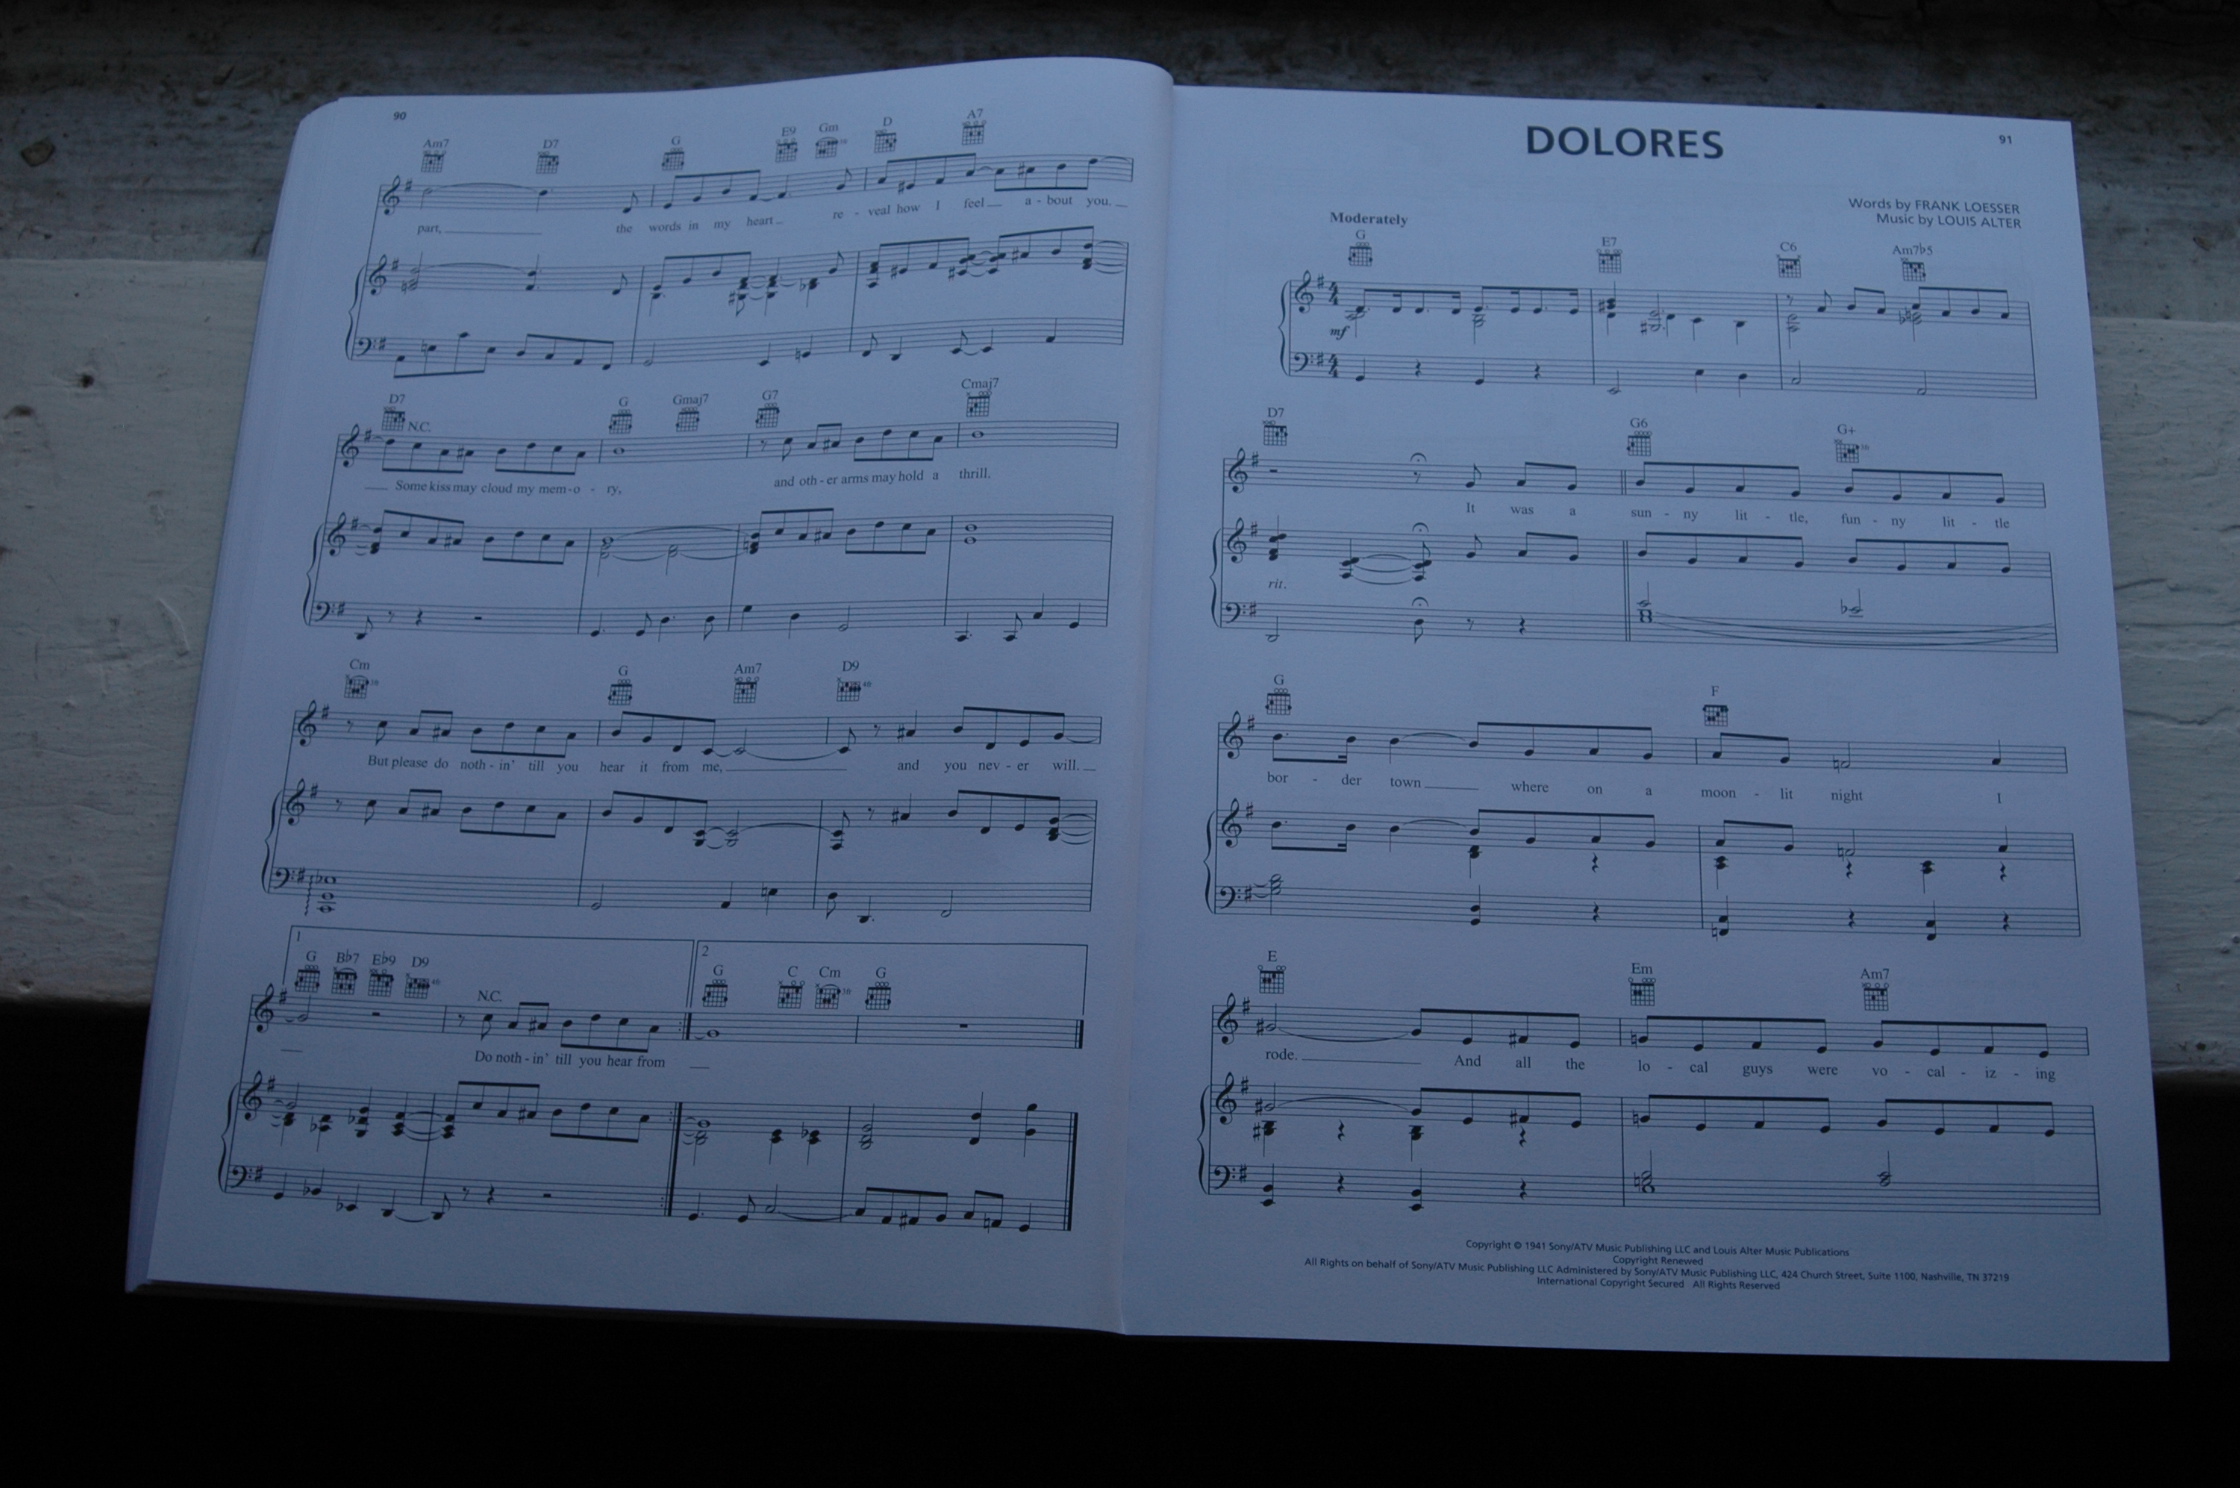 90
Am7 D7 G E9 Gm D A7
part, the words in my heart re - veal how I feel a - bout you.
D7 N.C. G Gmaj7 G7 Cmaj7
Some kiss may cloud my mem - o - ry, and oth - er arms may hold a thrill.
Cm G Am7 D9
But please do noth - in' till you hear it from me, and you nev - er will.
1 2
G B♭7 E♭9 D9 N.C. G C Cm G
Do noth - in' till you hear from
DOLORES
91
Words by FRANK LOESSER
Music by LOUIS ALTER
Moderately
G E7 C6 Am7♭5
mf
D7 G6 G+
It was a sun - ny lit - tle, fun - ny lit - tle
rit.
G F
bor - der town where on a moon - lit night I
E Em Am7
rode. And all the lo - cal guys were vo - cal - iz - ing
Copyright © 1941 Sony/ATV Music Publishing LLC and Louis Alter Music Publications
Copyright Renewed
All Rights on behalf of Sony/ATV Music Publishing LLC Administered by Sony/ATV Music Publishing LLC, 424 Church Street, Suite 1100, Nashville, TN 37219
International Copyright Secured All Rights Reserved